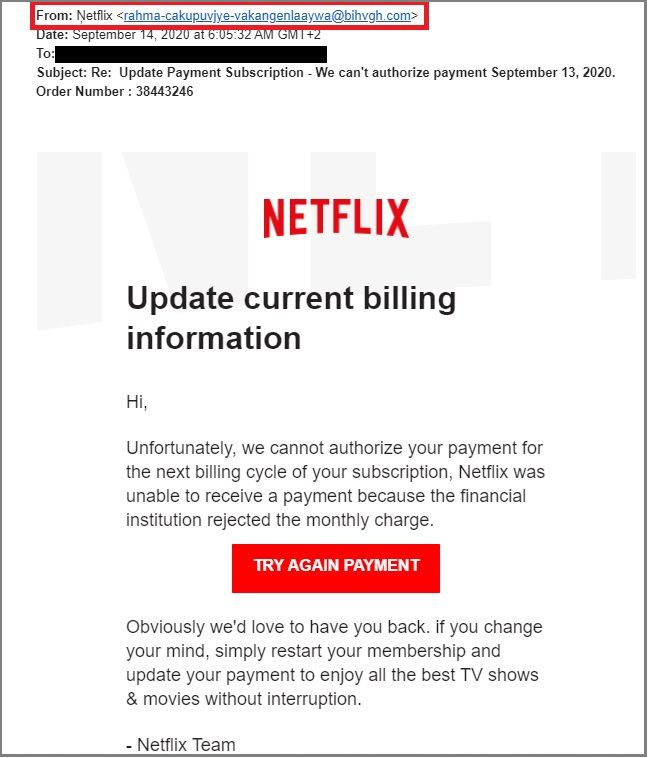 From: Ņetflix <rahma-cakupuvjye-vakangenlaaywa@bihvgh.com>
Date: September 14, 2020 at 6:05:32 AM GMT+2
To:
Subject: Re:  Update Payment Subscription - We can't authorize payment September 13, 2020.
Order Number : 38443246
NETFLIX
Update current billing
information
Hi,
Unfortunately, we cannot authorize your payment for
the next billing cycle of your subscription, Netflix was
unable to receive a payment because the financial
institution rejected the monthly charge.
TRY AGAIN PAYMENT
Obviously we'd love to have you back. if you change
your mind, simply restart your membership and
update your payment to enjoy all the best TV shows
& movies without interruption.
- Netflix Team